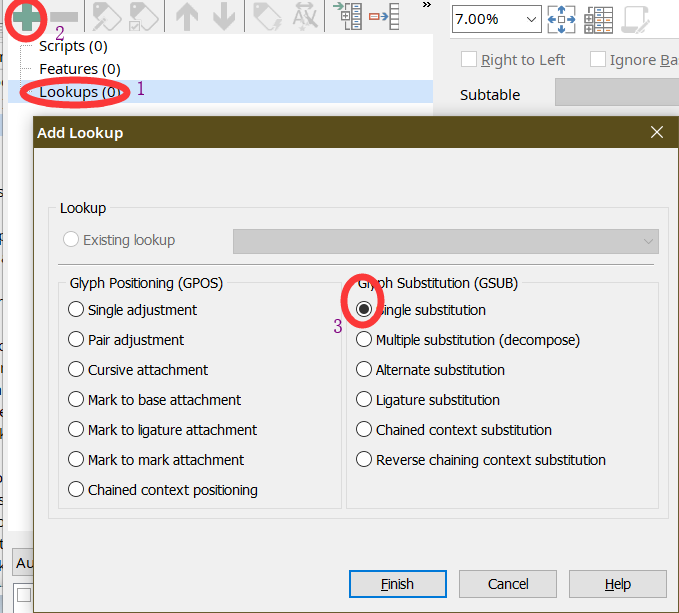 »
7.00%
2
Scripts (0)
Features (0)
Lookups (0)
1
Right to Left
Ignore Ba
Subtable
Add Lookup
Lookup
Existing lookup
Glyph Positioning (GPOS)
Single adjustment
Pair adjustment
Cursive attachment
Mark to base attachment
Mark to ligature attachment
Mark to mark attachment
Chained context positioning
Glyph Substitution (GSUB)
3
Single substitution
Multiple substitution (decompose)
Alternate substitution
Ligature substitution
Chained context substitution
Reverse chaining context substitution
Au
Finish
Cancel
Help